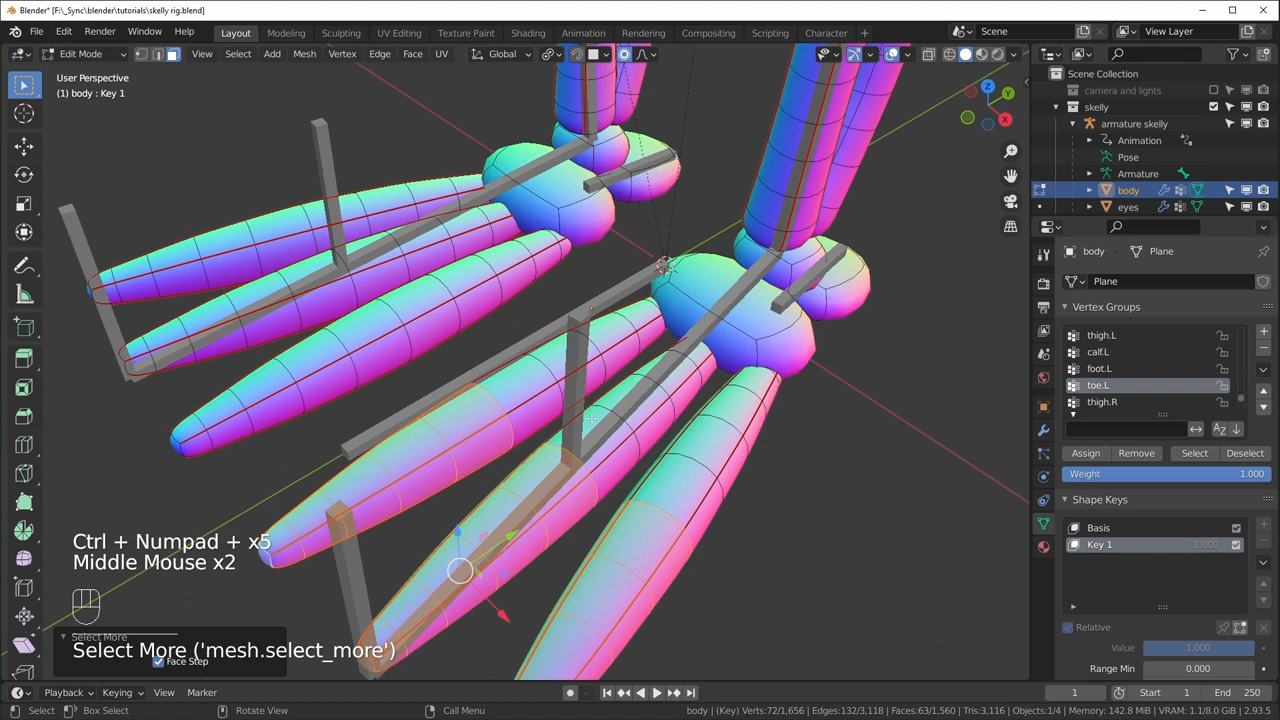 Blender* [F:\_Sync\blender\tutorials\skelly rig.blend]
File Edit Render Window Help Layout Modeling Sculpting UV Editing Texture Paint Shading Animation Rendering Compositing Scripting Character + Scene View Layer
Edit Mode View Select Add Mesh Vertex Edge Face UV Global
User Perspective
(1) body : Key 1
Z
Y
X
Scene Collection
camera and lights
skelly
armature skelly
Animation
Pose
Armature
body
eyes
body Plane
Plane
Vertex Groups
thigh.L
calf.L
foot.L
toe.L
thigh.R
Assign Remove Select Deselect
Weight 1.000
Shape Keys
Basis
Key 1 1.000
Relative
Value 1.000
Range Min 0.000
Ctrl + Numpad + x5
Middle Mouse x2
Select More
Select More ('mesh.select_more')
Face Step
Playback Keying View Marker 1 Start 1 End 250
Select Box Select Rotate View Call Menu body | (Key) Verts:72/1,656 | Edges:132/3,118 | Faces:63/1,560 | Tris:3,116 | Objects:1/4 | Memory: 142.8 MiB | VRAM: 1.1/8.0 GiB | 2.93.5